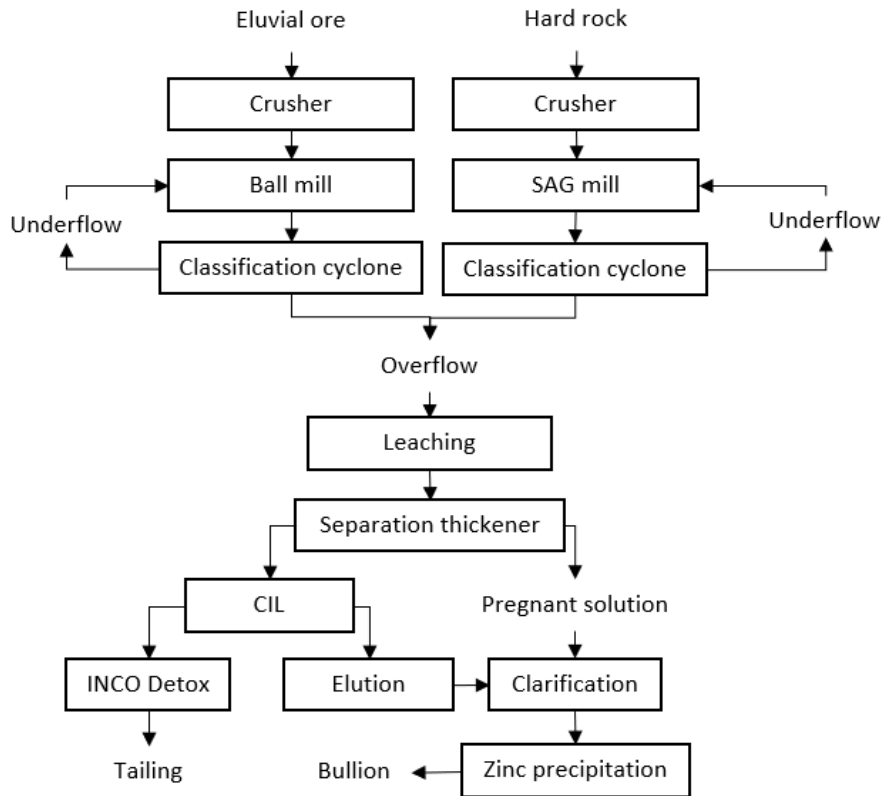 Eluvial ore
Hard rock
Crusher
Crusher
Ball mill
SAG mill
Underflow
Underflow
Classification cyclone
Classification cyclone
Overflow
Leaching
Separation thickener
CIL
Pregnant solution
INCO Detox
Elution
Clarification
Tailing
Bullion
Zinc precipitation